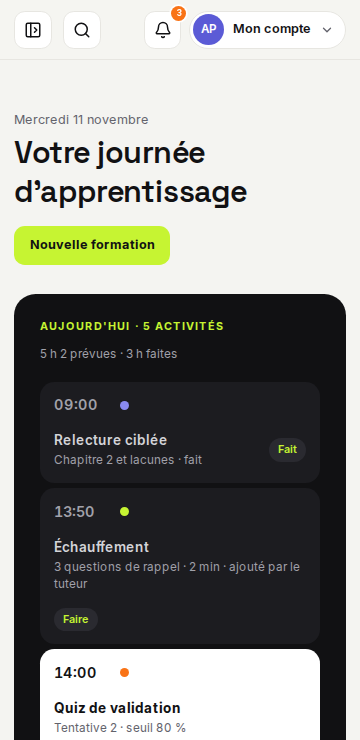 3
AP
Mon compte
Mercredi 11 novembre
Votre journée
d'apprentissage
Nouvelle formation
AUJOURD'HUI · 5 ACTIVITÉS
5 h 2 prévues · 3 h faites
09:00
Relecture ciblée
Chapitre 2 et lacunes · fait
Fait
13:50
Échauffement
3 questions de rappel · 2 min · ajouté par le
tuteur
Faire
14:00
Quiz de validation
Tentative 2 · seuil 80 %